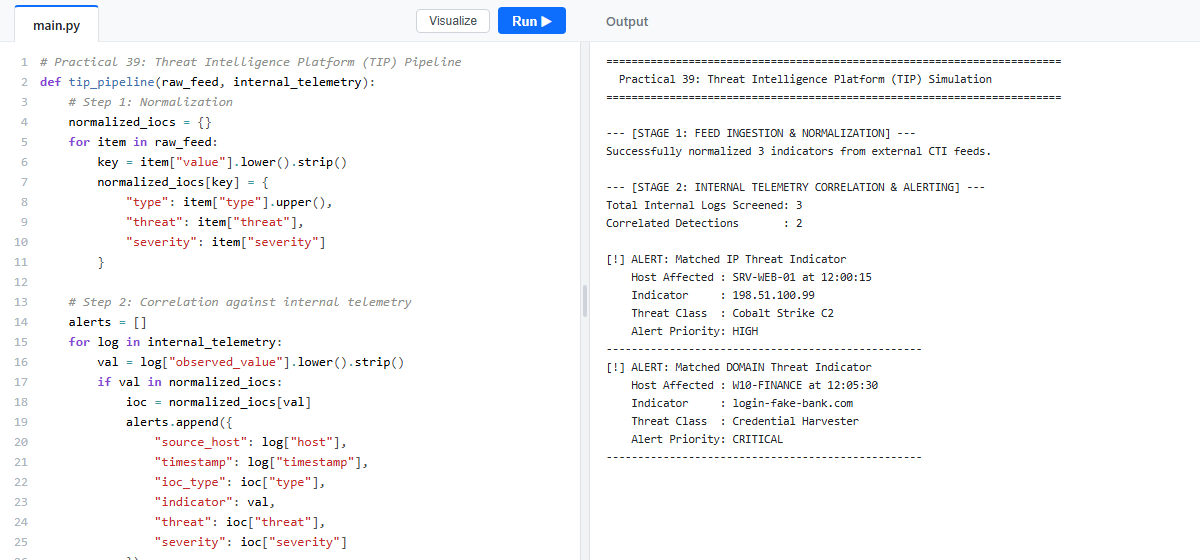 main.py
Visualize
Run
Output
1 # Practical 39: Threat Intelligence Platform (TIP) Pipeline
2 def tip_pipeline(raw_feed, internal_telemetry):
3     # Step 1: Normalization
4     normalized_iocs = {}
5     for item in raw_feed:
6         key = item["value"].lower().strip()
7         normalized_iocs[key] = {
8             "type": item["type"].upper(),
9             "threat": item["threat"],
10             "severity": item["severity"]
11         }
12
13     # Step 2: Correlation against internal telemetry
14     alerts = []
15     for log in internal_telemetry:
16         val = log["observed_value"].lower().strip()
17         if val in normalized_iocs:
18             ioc = normalized_iocs[val]
19             alerts.append({
20                 "source_host": log["host"],
21                 "timestamp": log["timestamp"],
22                 "ioc_type": ioc["type"],
23                 "indicator": val,
24                 "threat": ioc["threat"],
25                 "severity": ioc["severity"]
========================================================================
  Practical 39: Threat Intelligence Platform (TIP) Simulation
========================================================================
--- [STAGE 1: FEED INGESTION & NORMALIZATION] ---
Successfully normalized 3 indicators from external CTI feeds.
--- [STAGE 2: INTERNAL TELEMETRY CORRELATION & ALERTING] ---
Total Internal Logs Screened: 3
Correlated Detections       : 2
[!] ALERT: Matched IP Threat Indicator
    Host Affected : SRV-WEB-01 at 12:00:15
    Indicator     : 198.51.100.99
    Threat Class  : Cobalt Strike C2
    Alert Priority: HIGH
--------------------------------------------------
[!] ALERT: Matched DOMAIN Threat Indicator
    Host Affected : W10-FINANCE at 12:05:30
    Indicator     : login-fake-bank.com
    Threat Class  : Credential Harvester
    Alert Priority: CRITICAL
--------------------------------------------------